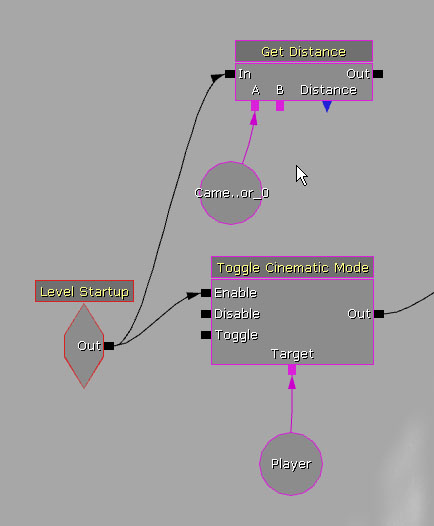 Get Distance
In Out
A B Distance
Came..or_0
Toggle Cinematic Mode
Level Startup
Enable
Disable Out
Toggle
Out
Target
Player